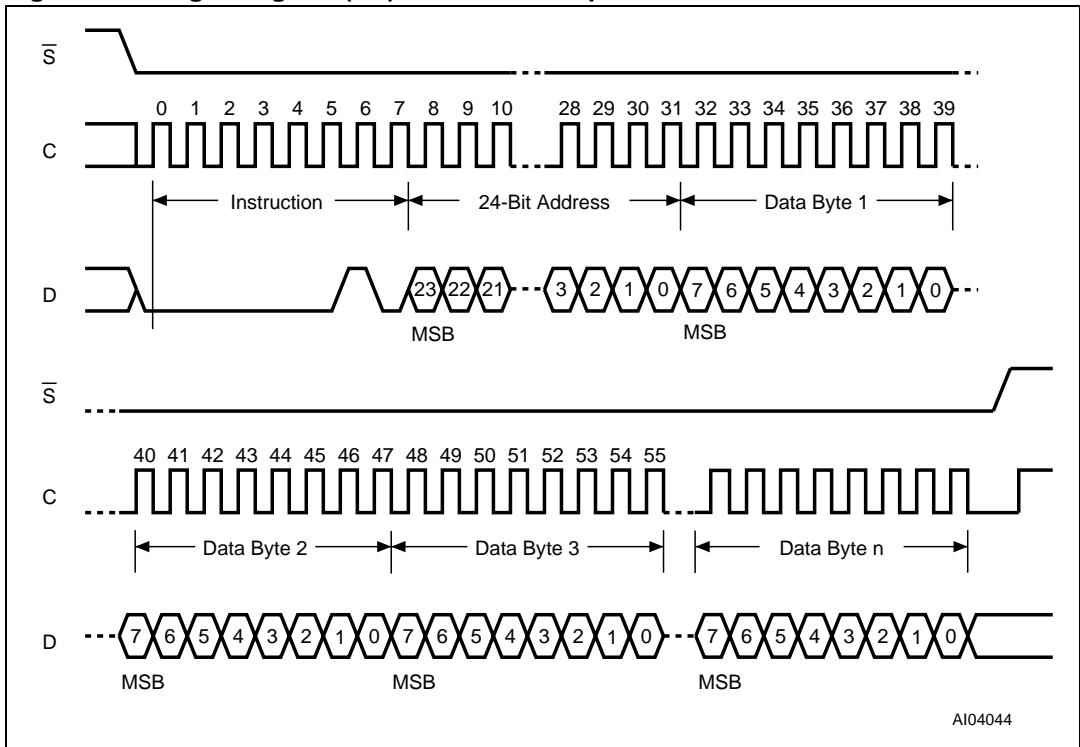 S
0 1 2 3 4 5 6 7 8 9 10 28 29 30 31 32 33 34 35 36 37 38 39
C
Instruction 24-Bit Address Data Byte 1
D 23 22 21 3 2 1 0 7 6 5 4 3 2 1 0
MSB MSB
S
40 41 42 43 44 45 46 47 48 49 50 51 52 53 54 55
C
Data Byte 2 Data Byte 3 Data Byte n
D 7 6 5 4 3 2 1 0 7 6 5 4 3 2 1 0 7 6 5 4 3 2 1 0
MSB MSB MSB
AI04044